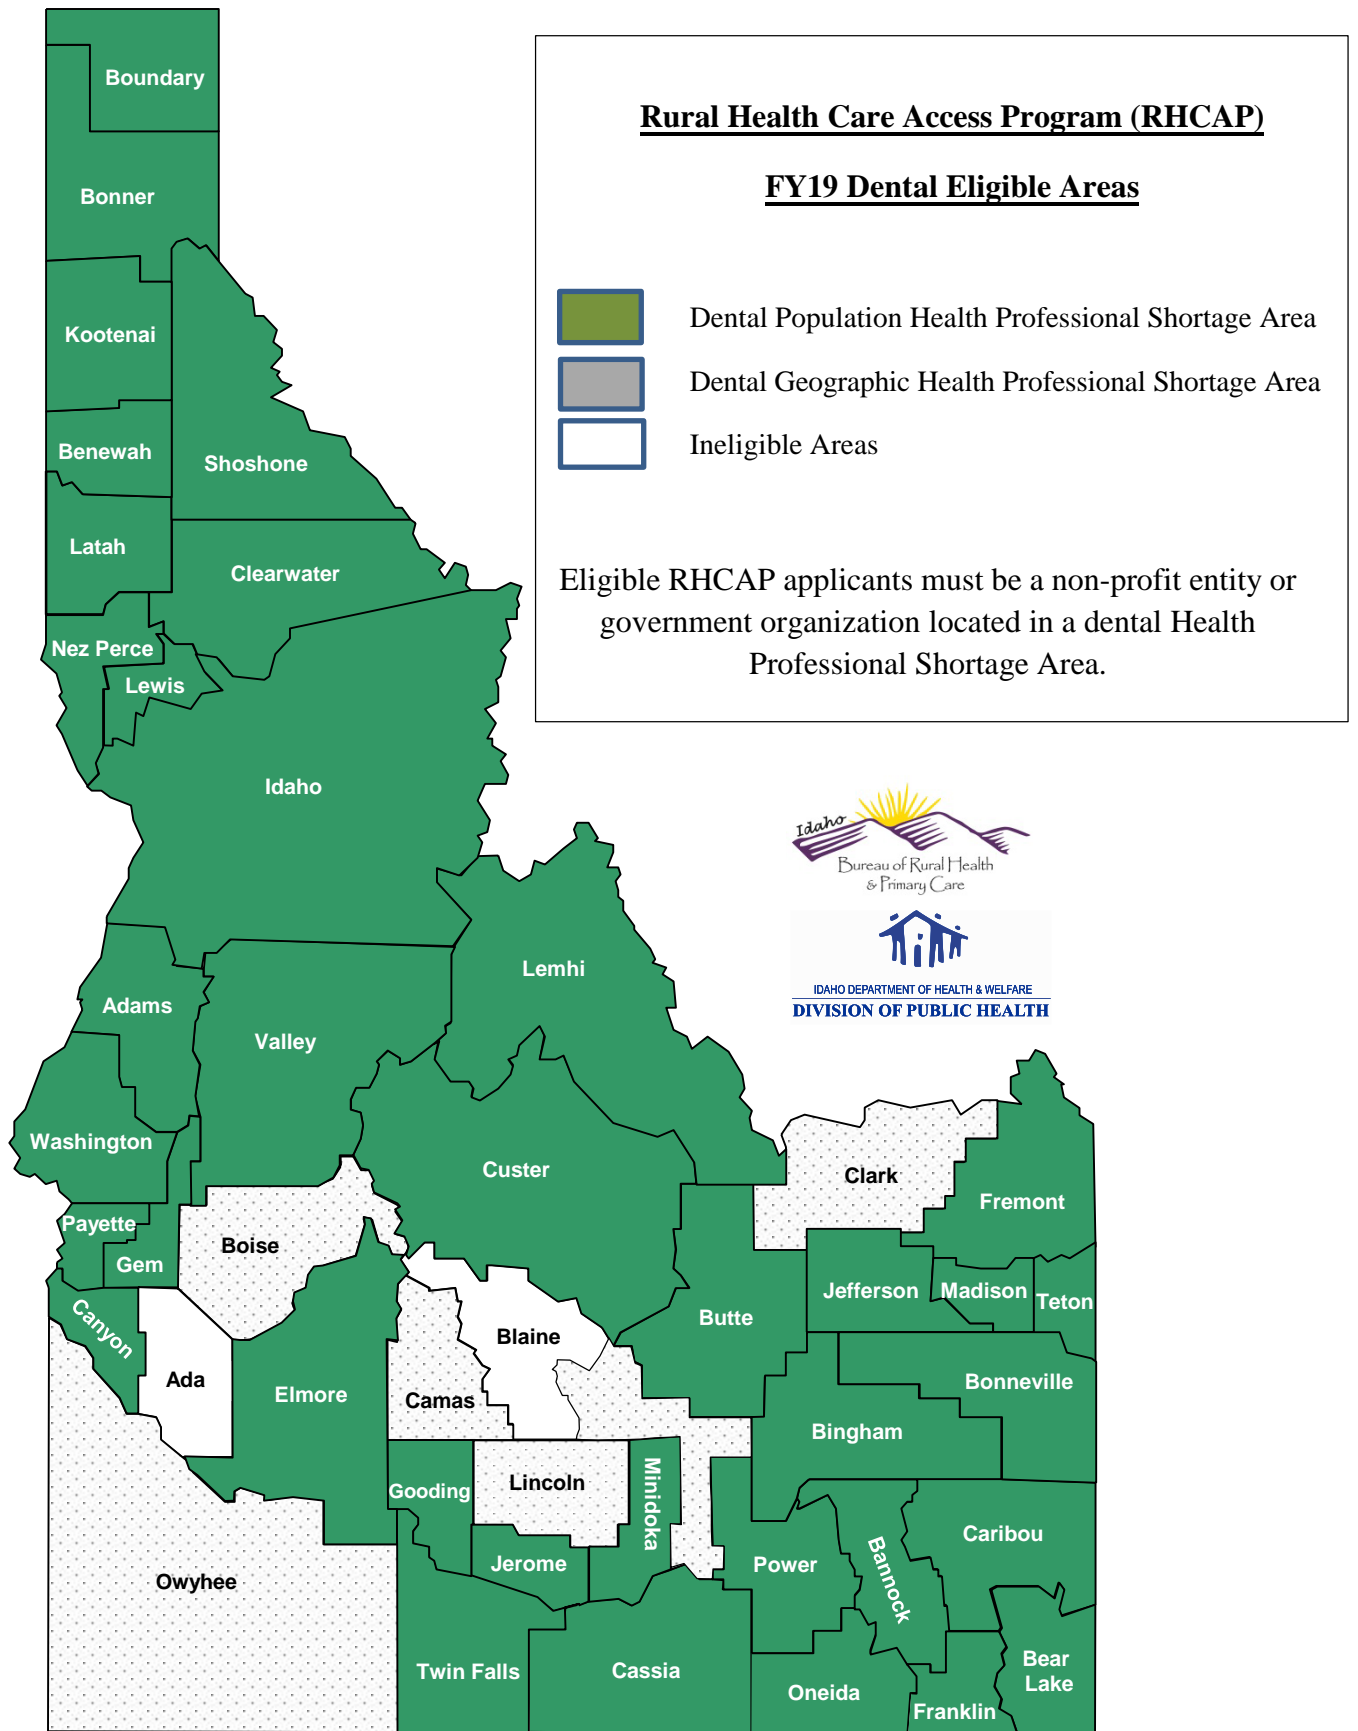 Rural Health Care Access Program (RHCAP)
FY19 Dental Eligible Areas
Dental Population Health Professional Shortage Area
Dental Geographic Health Professional Shortage Area
Ineligible Areas
Eligible RHCAP applicants must be a non-profit entity or
government organization located in a dental Health
Professional Shortage Area.
Boundary
Bonner
Kootenai
Benewah
Shoshone
Latah
Clearwater
Nez Perce
Lewis
Idaho
Idaho
Bureau of Rural Health
& Primary Care
IDAHO DEPARTMENT OF HEALTH & WELFARE
DIVISION OF PUBLIC HEALTH
Lemhi
Adams
Valley
Washington
Custer
Clark
Fremont
Payette
Boise
Gem
Jefferson
Madison
Teton
Canyon
Butte
Blaine
Ada
Elmore
Camas
Bonneville
Bingham
Gooding
Lincoln
Minidoka
Caribou
Jerome
Power
Bannock
Owyhee
Twin Falls
Cassia
Oneida
Bear
Lake
Franklin